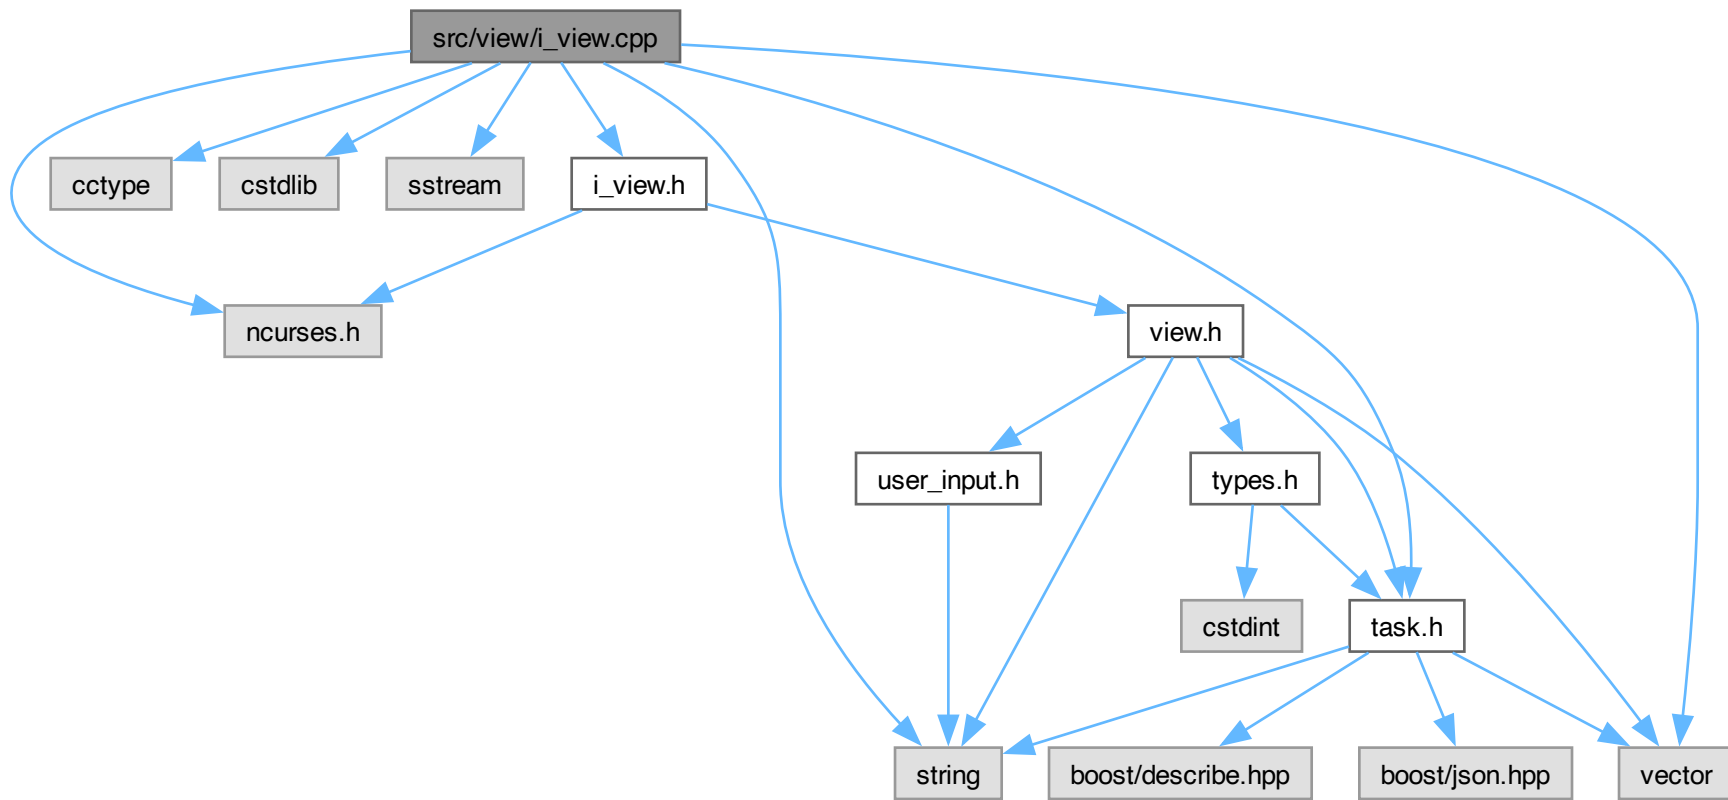 src/view/i_view.cpp
cctype
cstdlib
sstream
i_view.h
ncurses.h
view.h
user_input.h
types.h
cstdint
task.h
string
boost/describe.hpp
boost/json.hpp
vector